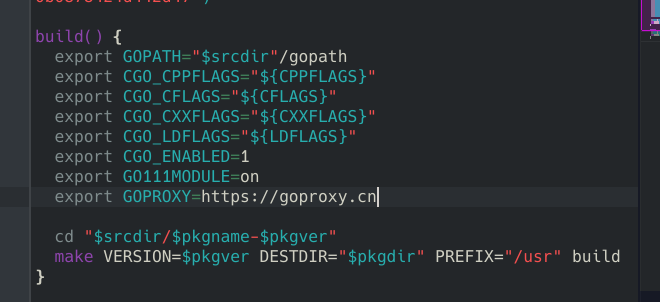 build() {
export GOPATH="$srcdir"/gopath
export CGO_CPPFLAGS="${CPPFLAGS}"
export CGO_CFLAGS="${CFLAGS}"
export CGO_CXXFLAGS="${CXXFLAGS}"
export CGO_LDFLAGS="${LDFLAGS}"
export CGO_ENABLED=1
export GO111MODULE=on
export GOPROXY=https://goproxy.cn
cd "$srcdir/$pkgname-$pkgver"
make VERSION=$pkgver DESTDIR="$pkgdir" PREFIX="/usr" build
}